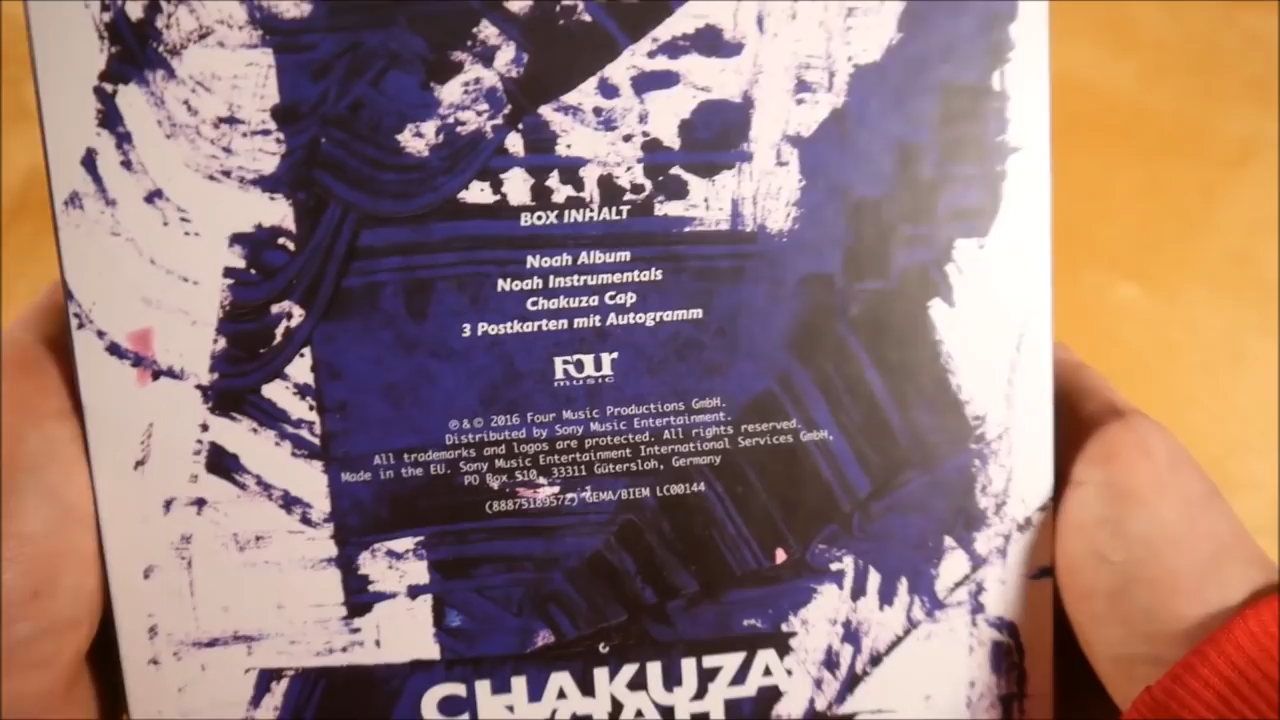 BOX INHALT
Noah Album
Noah Instrumentals
Chakuza Cap
3 Postkarten mit Autogramm
FOUR
MUSIC
℗ & © 2016 Four Music Productions GmbH.
Distributed by Sony Music Entertainment.
All trademarks and logos are protected. All rights reserved.
Made in the EU. Sony Music Entertainment International Services GmbH,
PO Box 510, 33311 Gütersloh, Germany
(88875189572) GEMA/BIEM LC00144
CHAKUZA
NOAH